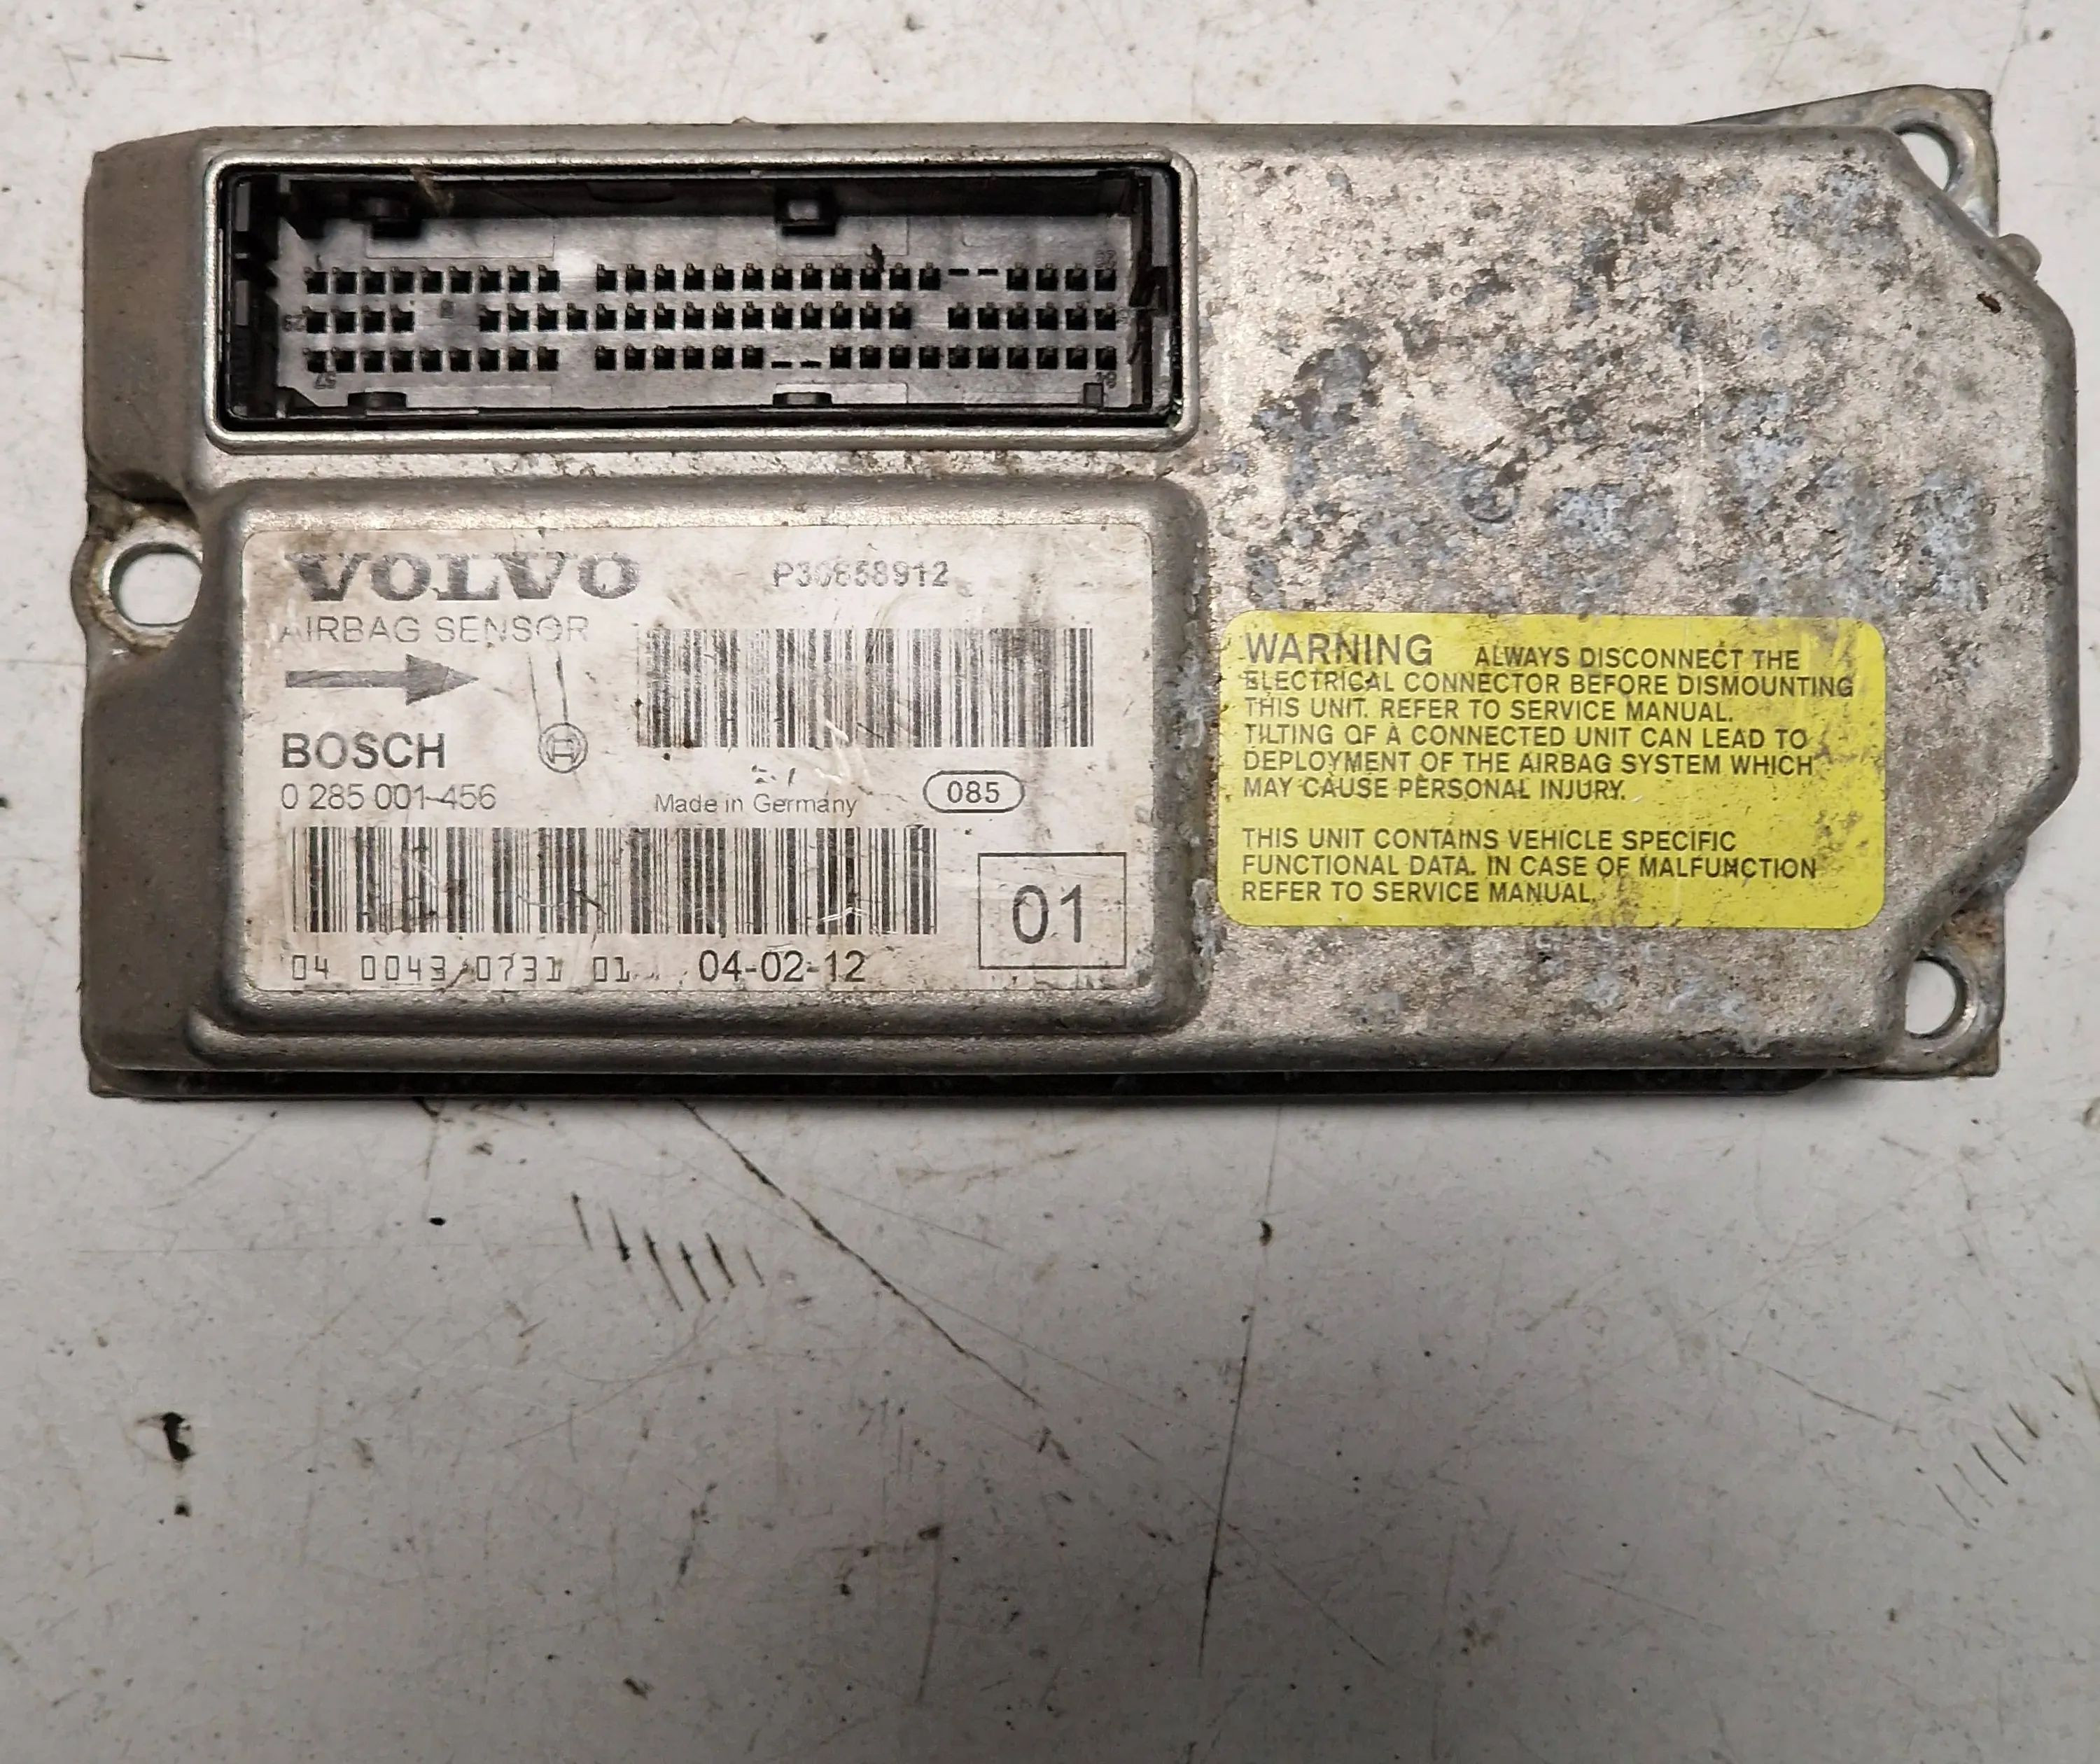 VOLVO
P30658912
AIRBAG SENSOR
BOSCH
0 285 001-456
Made in Germany
085
01
04 0043 0731 01
04-02-12
WARNING ALWAYS DISCONNECT THE
ELECTRICAL CONNECTOR BEFORE DISMOUNTING
THIS UNIT. REFER TO SERVICE MANUAL.
TILTING OF A CONNECTED UNIT CAN LEAD TO
DEPLOYMENT OF THE AIRBAG SYSTEM WHICH
MAY CAUSE PERSONAL INJURY.
THIS UNIT CONTAINS VEHICLE SPECIFIC
FUNCTIONAL DATA. IN CASE OF MALFUNCTION
REFER TO SERVICE MANUAL.